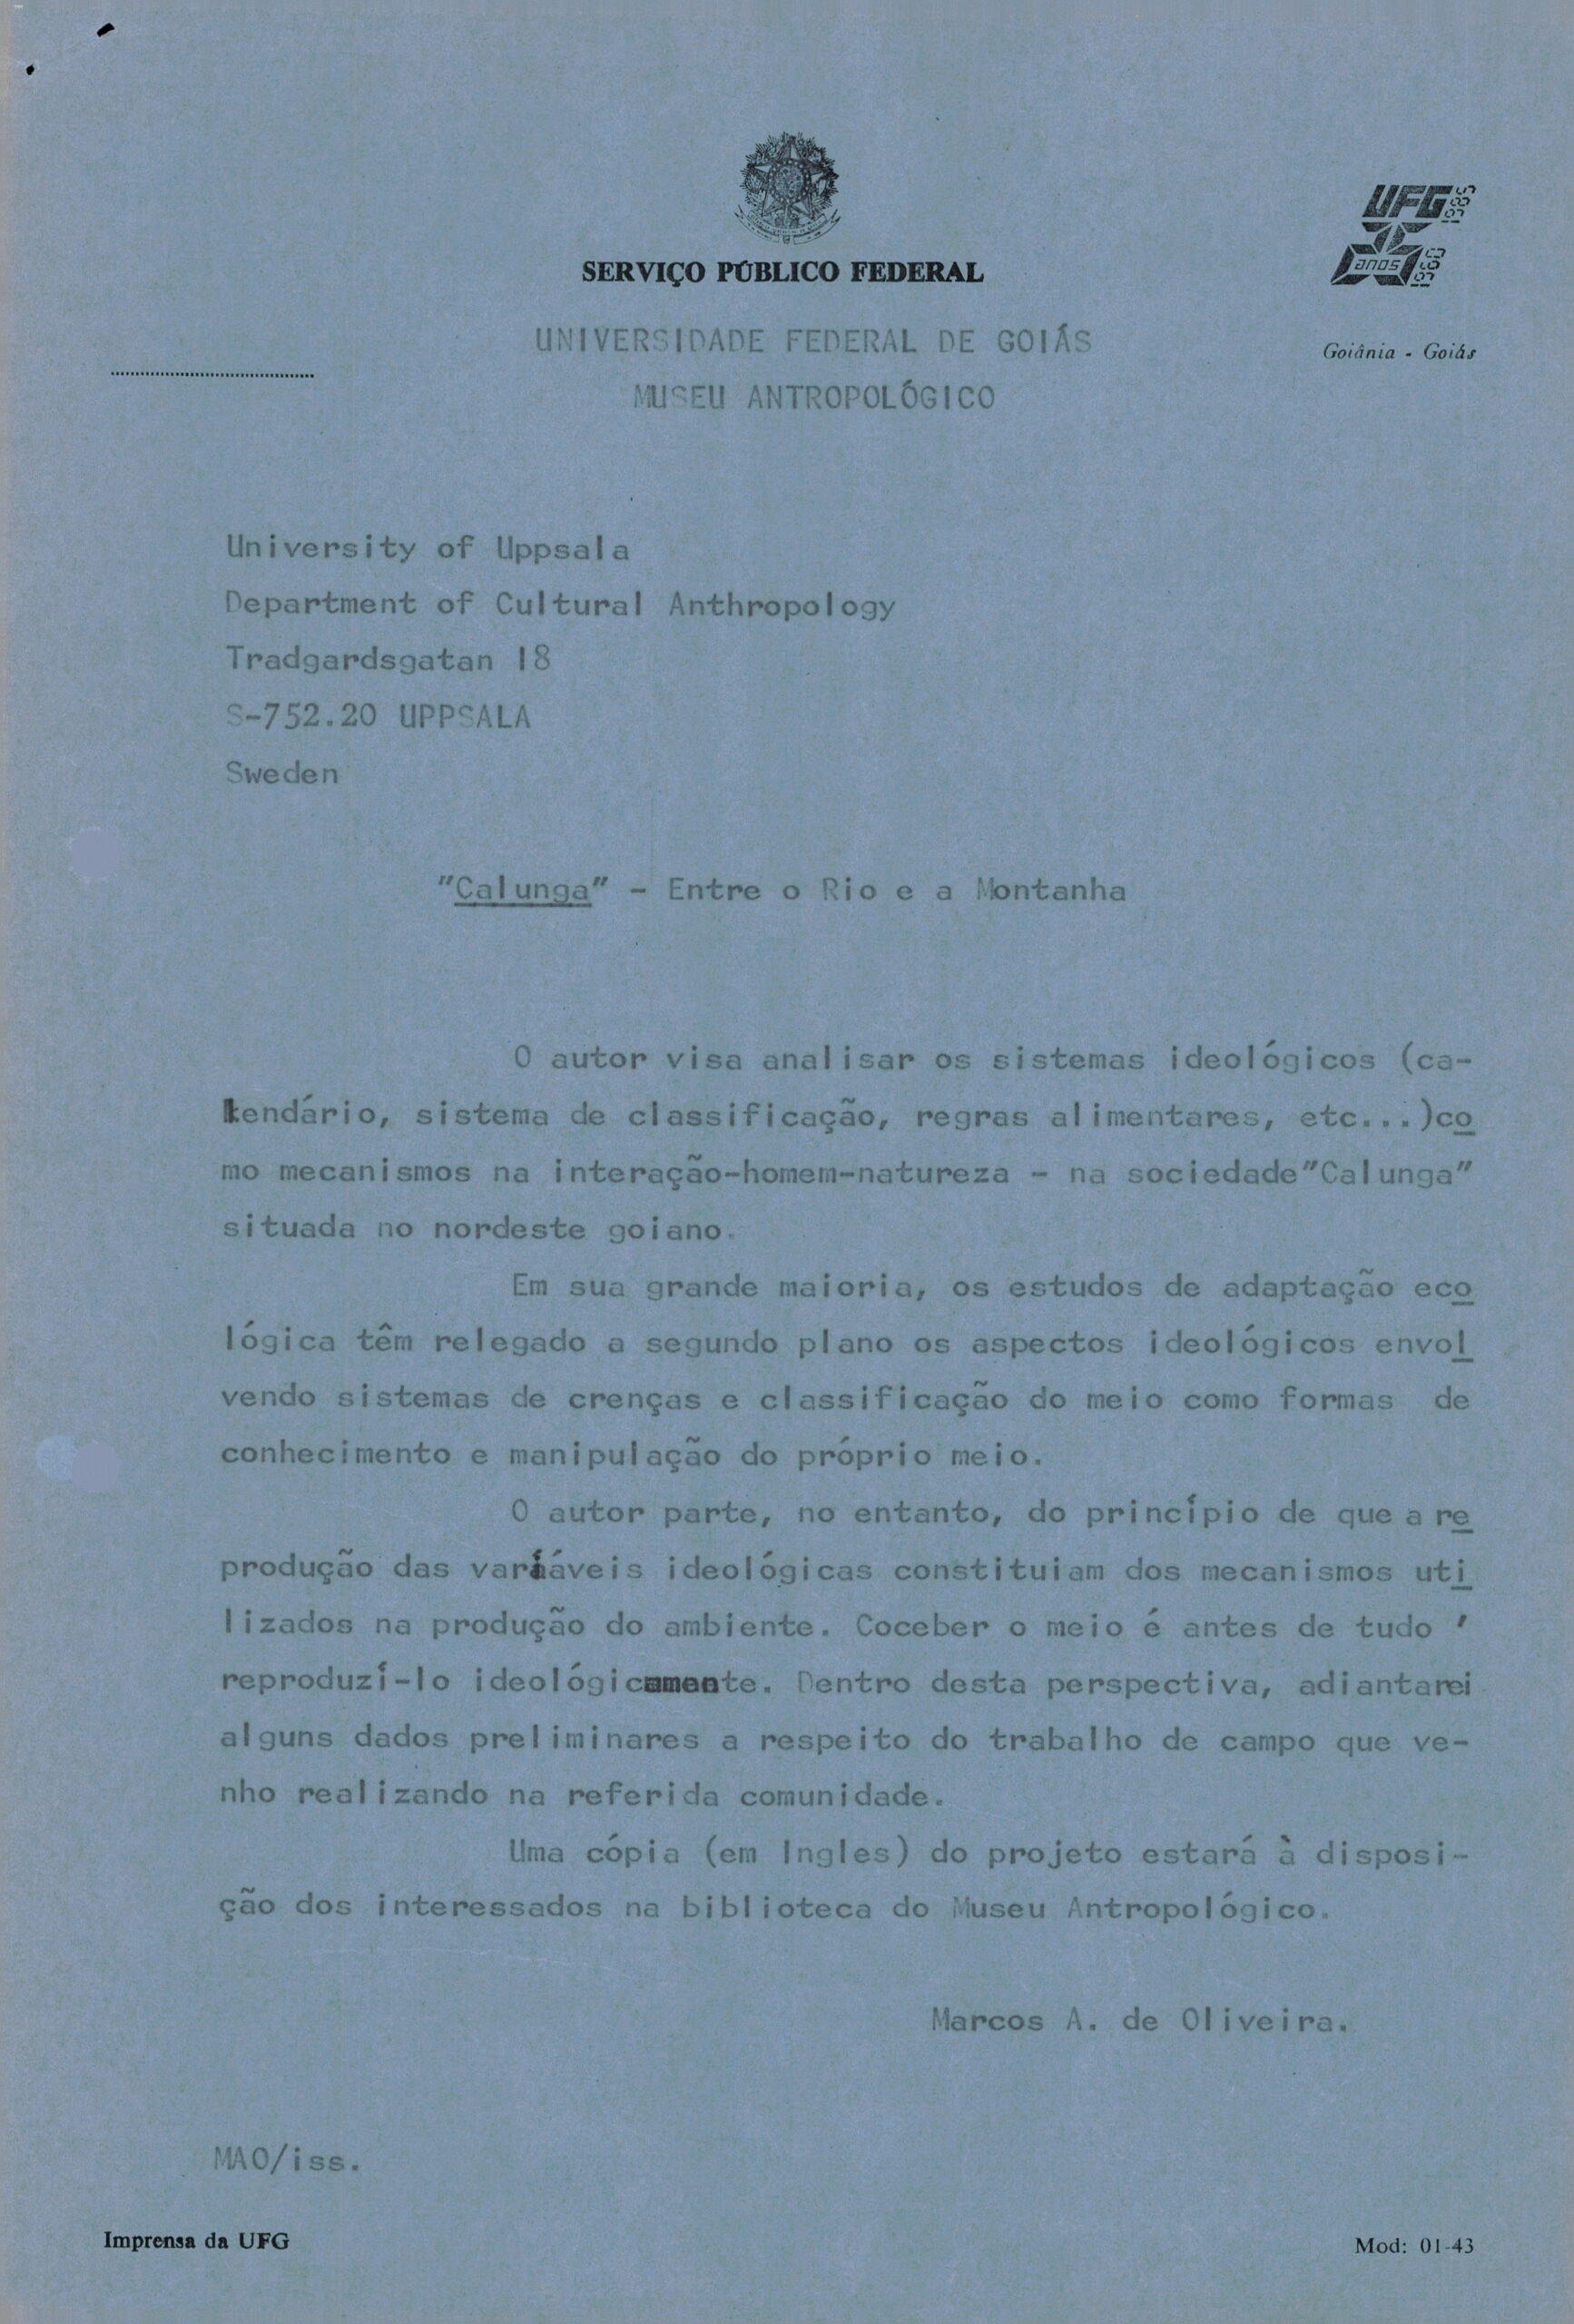 UFG
anos
SERVIÇO PÚBLICO FEDERAL
UNIVERSIDADE FEDERAL DE GOIÁS
Goiânia - Goiás
MUSEU ANTROPOLÓGICO
University of Uppsala
Department of Cultural Anthropology
Tradgardsgatan 18
S-752.20 UPPSALA
Sweden
"Calunga" - Entre o Rio e a Montanha
O autor visa analisar os sistemas ideológicos (ca-
lendário, sistema de classificação, regras alimentares, etc...)co
mo mecanismos na interação-homem-natureza - na sociedade"Calunga"
situada no nordeste goiano.
Em sua grande maioria, os estudos de adaptação eco
lógica têm relegado a segundo plano os aspectos ideológicos envol
vendo sistemas de crenças e classificação do meio como formas de
conhecimento e manipulação do próprio meio.
O autor parte, no entanto, do princípio de que a re
produção das variáveis ideológicas constituiam dos mecanismos uti
lizados na produção do ambiente. Coceber o meio é antes de tudo '
reproduzí-lo ideológicamente. Dentro desta perspectiva, adiantarei
alguns dados preliminares a respeito do trabalho de campo que ve-
nho realizando na referida comunidade.
Uma cópia (em Ingles) do projeto estará à disposi-
ção dos interessados na biblioteca do Museu Antropológico.
Marcos A. de Oliveira.
MAO/iss.
Imprensa da UFG
Mod: 01-43